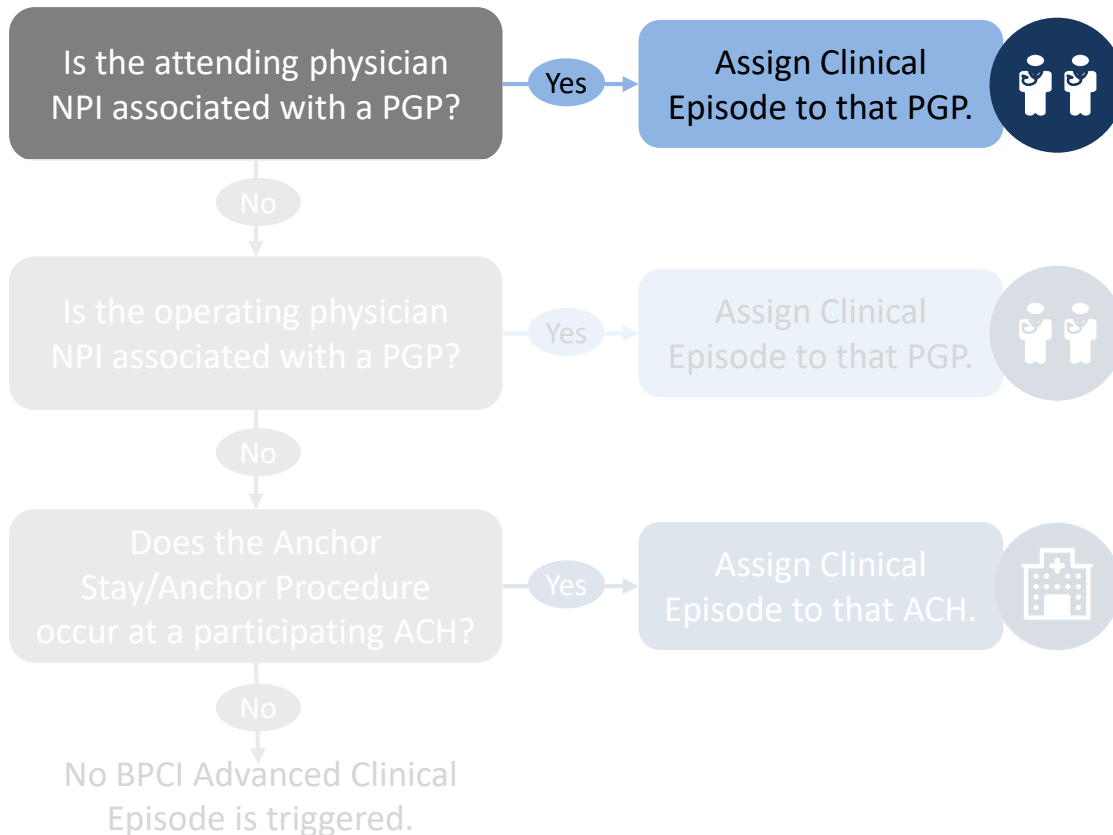 Is the attending physician
NPI associated with a PGP?
Yes
Assign Clinical
Episode to that PGP.
No
Is the operating physician
NPI associated with a PGP?
Yes
Assign Clinical
Episode to that PGP.
No
Does the Anchor
Stay/Anchor Procedure
occur at a participating ACH?
Yes
Assign Clinical
Episode to that ACH.
No
No BPCI Advanced Clinical
Episode is triggered.